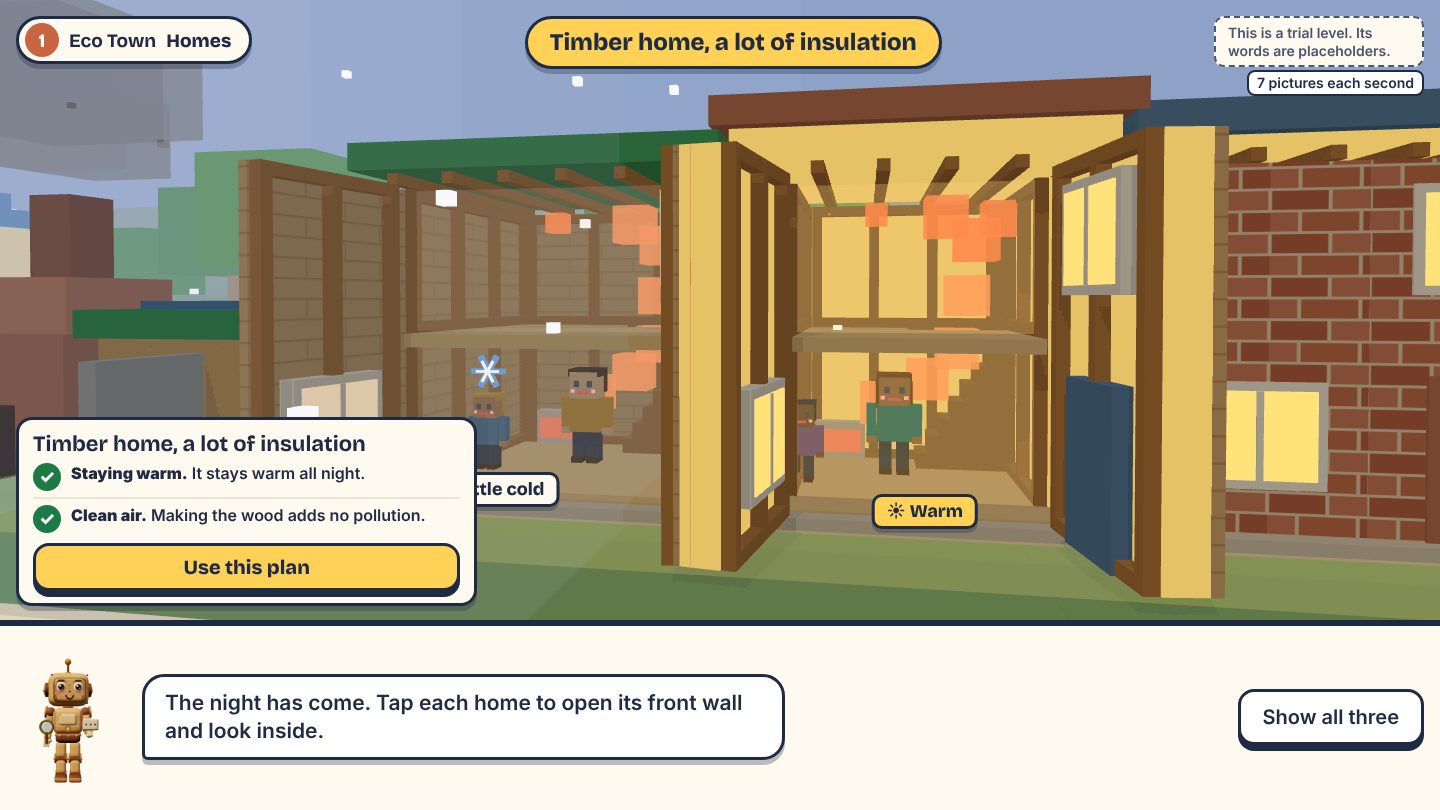 1 Eco Town Homes
Timber home, a lot of insulation
This is a trial level. Its
words are placeholders.
7 pictures each second
Timber home, a lot of insulation
Staying warm. It stays warm all night.
Clean air. Making the wood adds no pollution.
Use this plan
cold
Warm
The night has come. Tap each home to open its front wall
and look inside.
Show all three